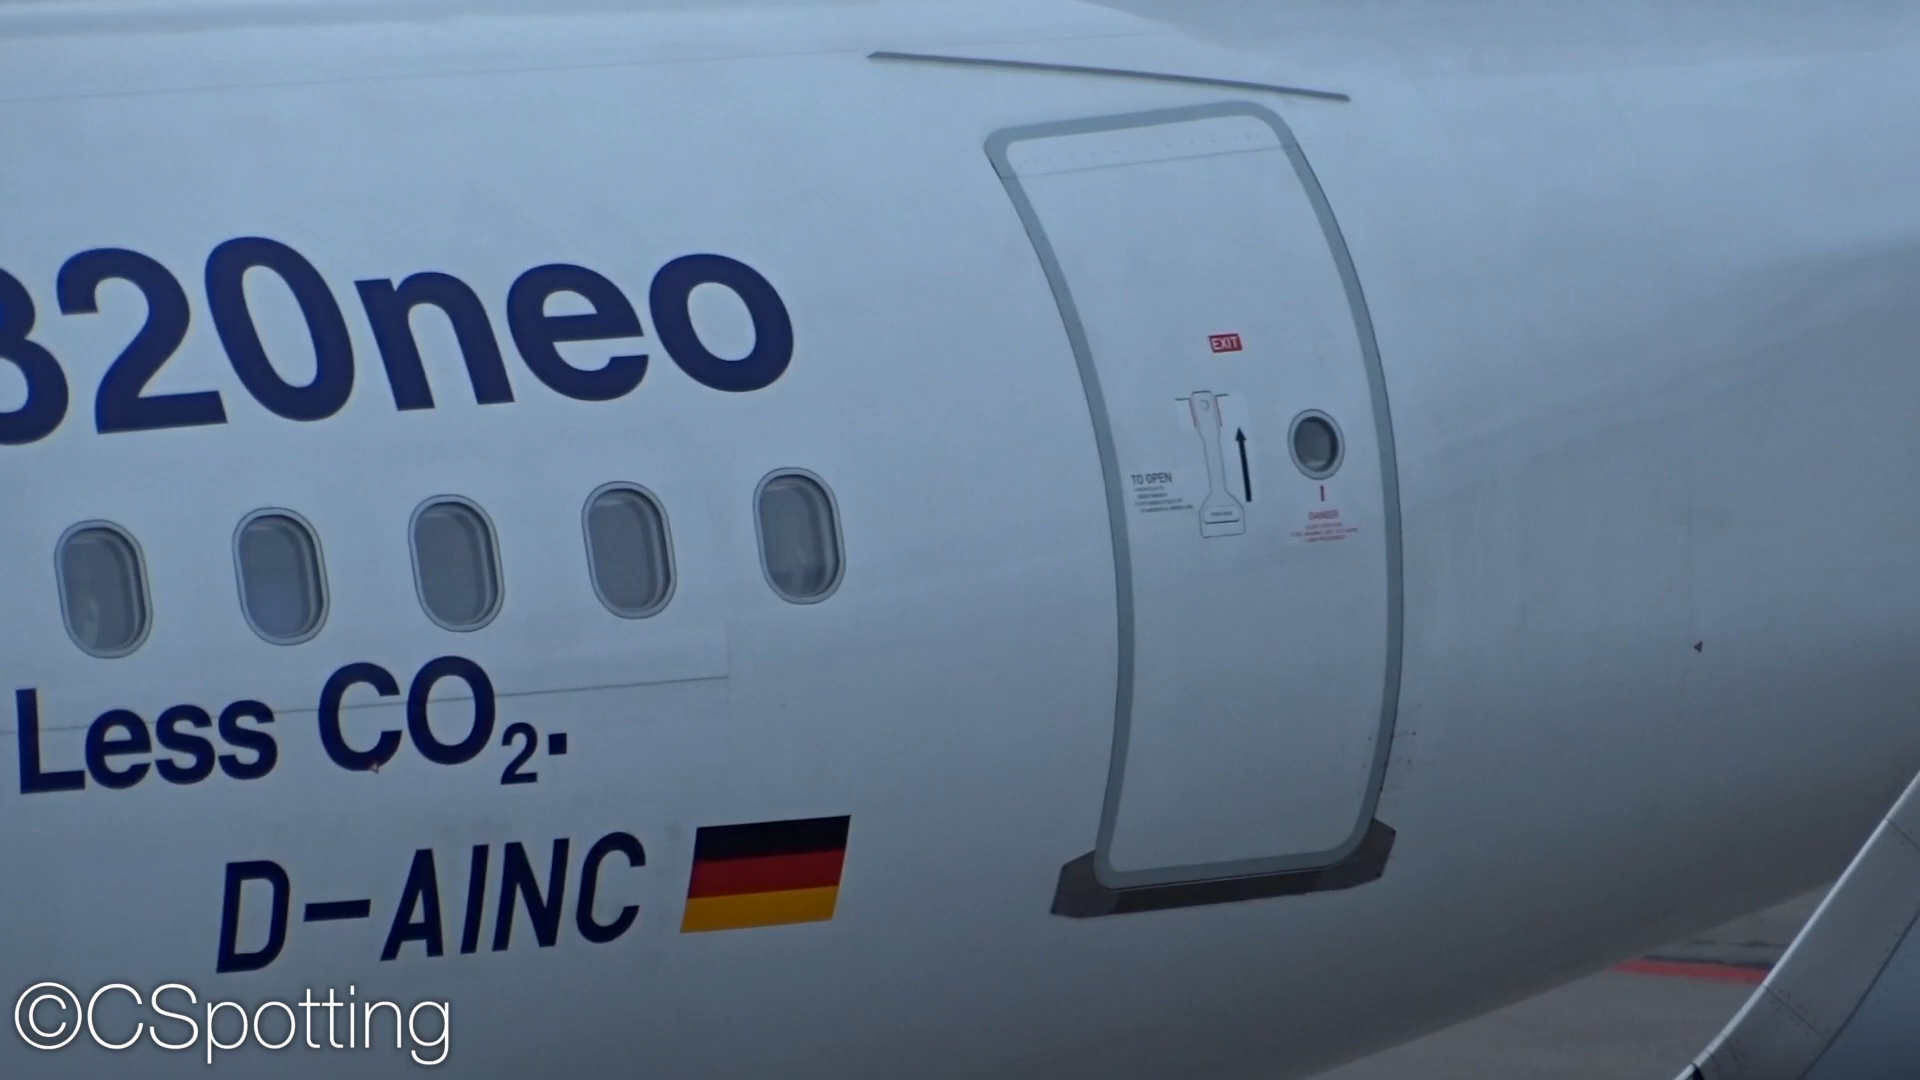 320neo
EXIT
TO OPEN
DANGER
Less CO₂.
D-AINC
©CSpotting